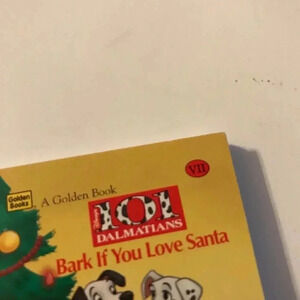 Golden
Books
A Golden Book
VII
Disney's
101
DALMATIANS
Bark If You Love Santa